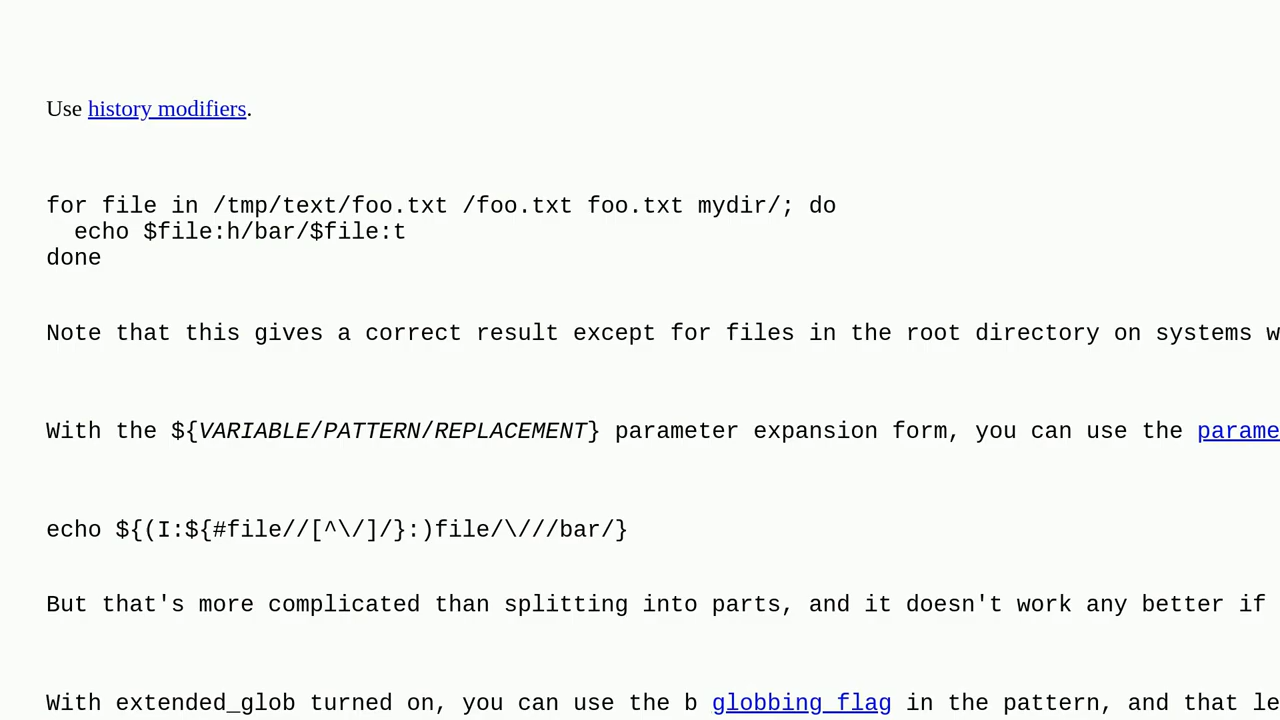 Use history modifiers.
for file in /tmp/text/foo.txt /foo.txt foo.txt mydir/; do
  echo $file:h/bar/$file:t
done
Note that this gives a correct result except for files in the root directory on systems
With the ${VARIABLE/PATTERN/REPLACEMENT} parameter expansion form, you can use the
echo ${(I:${#file//[^\/]/}:)file/\///bar/}
But that's more complicated than splitting into parts, and it doesn't work any better if
With extended_glob turned on, you can use the b globbing flag in the pattern, and that